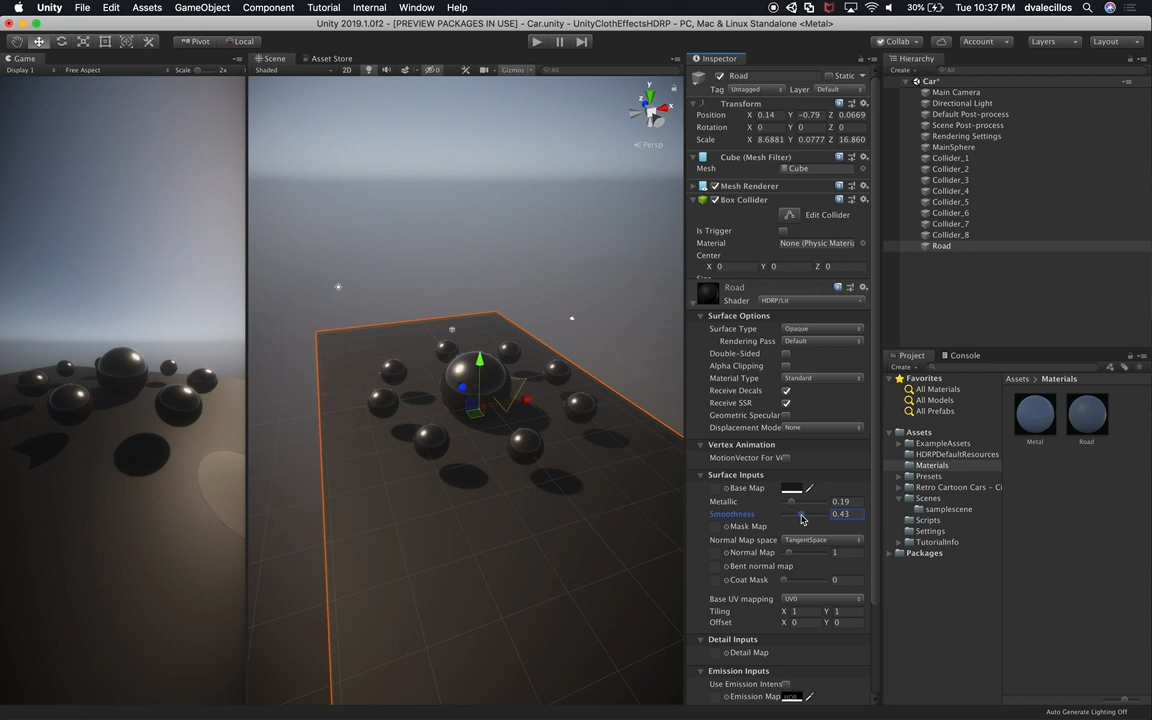 Unity File Edit Assets GameObject Component Tutorial Internal Window Help 30% Tue 10:37 PM dvalecillos
Unity 2019.1.0f2 - [PREVIEW PACKAGES IN USE] - Car.unity - UnityClothEffectsHDRP - PC, Mac & Linux Standalone <Metal>
Pivot Local Collab Account Layers Layout
Game Scene Asset Store Inspector Hierarchy
Display 1 Free Aspect Scale 2x Shaded 2D 0 Gizmos All
Create All
Road Static
Tag Untagged Layer Default
Transform
Position X 0.14 Y -0.79 Z 0.0669
Rotation X 0 Y 0 Z 0
Scale X 8.6881 Y 0.0777 Z 16.860
Cube (Mesh Filter)
Mesh Cube
Mesh Renderer
Box Collider
Edit Collider
Is Trigger
Material None (Physic Materia
Center
X 0 Y 0 Z 0
Road
Shader HDRP/Lit
Surface Options
Surface Type Opaque
Rendering Pass Default
Double-Sided
Alpha Clipping
Material Type Standard
Receive Decals
Receive SSR
Geometric Specular
Displacement Mode None
Vertex Animation
MotionVector For Ve
Surface Inputs
Base Map
Metallic 0.19
Smoothness 0.43
Mask Map
Normal Map space TangentSpace
Normal Map 1
Bent normal map
Coat Mask 0
Base UV mapping UV0
Tiling X 1 Y 1
Offset X 0 Y 0
Detail Inputs
Detail Map
Emission Inputs
Use Emission Intens
Emission Map HDR
y
x
z
Persp
Car*
Main Camera
Directional Light
Default Post-process
Scene Post-process
Rendering Settings
MainSphere
Collider_1
Collider_2
Collider_3
Collider_4
Collider_5
Collider_6
Collider_7
Collider_8
Road
Project Console
Create
Favorites
All Materials
All Models
All Prefabs
Assets
ExampleAssets
HDRPDefaultResources
Materials
Presets
Retro Cartoon Cars - Ci
Scenes
samplescene
Scripts
Settings
TutorialInfo
Packages
Assets > Materials
Metal Road
Auto Generate Lighting Off